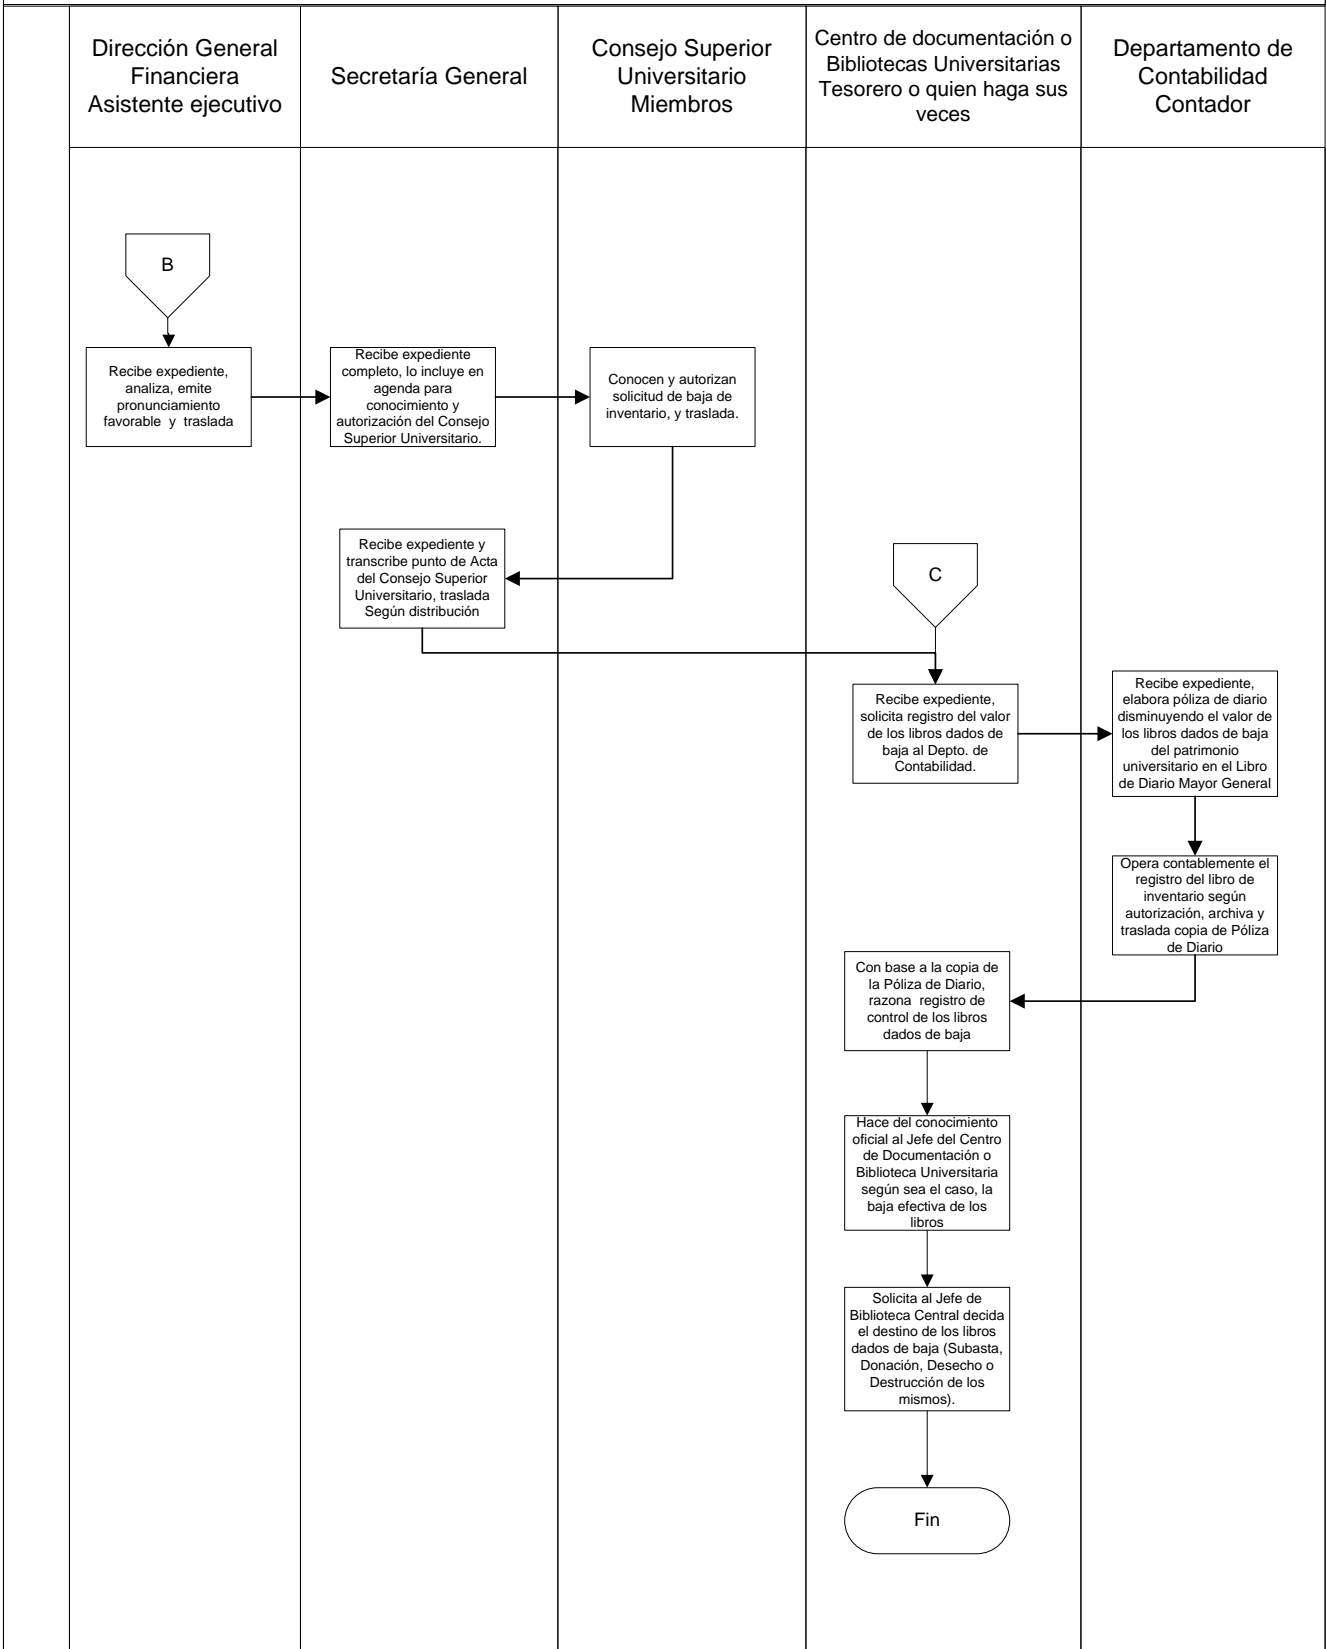 Dirección General
Financiera
Asistente ejecutivo
Secretaría General
Consejo Superior
Universitario
Miembros
Centro de documentación o
Bibliotecas Universitarias
Tesorero o quien haga sus
veces
Departamento de
Contabilidad
Contador
B
Recibe expediente,
analiza, emite
pronunciamiento
favorable y traslada
Recibe expediente
completo, lo incluye en
agenda para
conocimiento y
autorización del Consejo
Superior Universitario.
Conocen y autorizan
solicitud de baja de
inventario, y traslada.
Recibe expediente y
transcribe punto de Acta
del Consejo Superior
Universitario, traslada
Según distribución
C
Recibe expediente,
solicita registro del valor
de los libros dados de
baja al Depto. de
Contabilidad.
Recibe expediente,
elabora póliza de diario
disminuyendo el valor de
los libros dados de baja
del patrimonio
universitario en el Libro
de Diario Mayor General
Opera contablemente el
registro del libro de
inventario según
autorización, archiva y
traslada copia de Póliza
de Diario
Con base a la copia de
la Póliza de Diario,
razona registro de
control de los libros
dados de baja
Hace del conocimiento
oficial al Jefe del Centro
de Documentación o
Biblioteca Universitaria
según sea el caso, la
baja efectiva de los
libros
Solicita al Jefe de
Biblioteca Central decida
el destino de los libros
dados de baja (Subasta,
Donación, Desecho o
Destrucción de los
mismos).
Fin